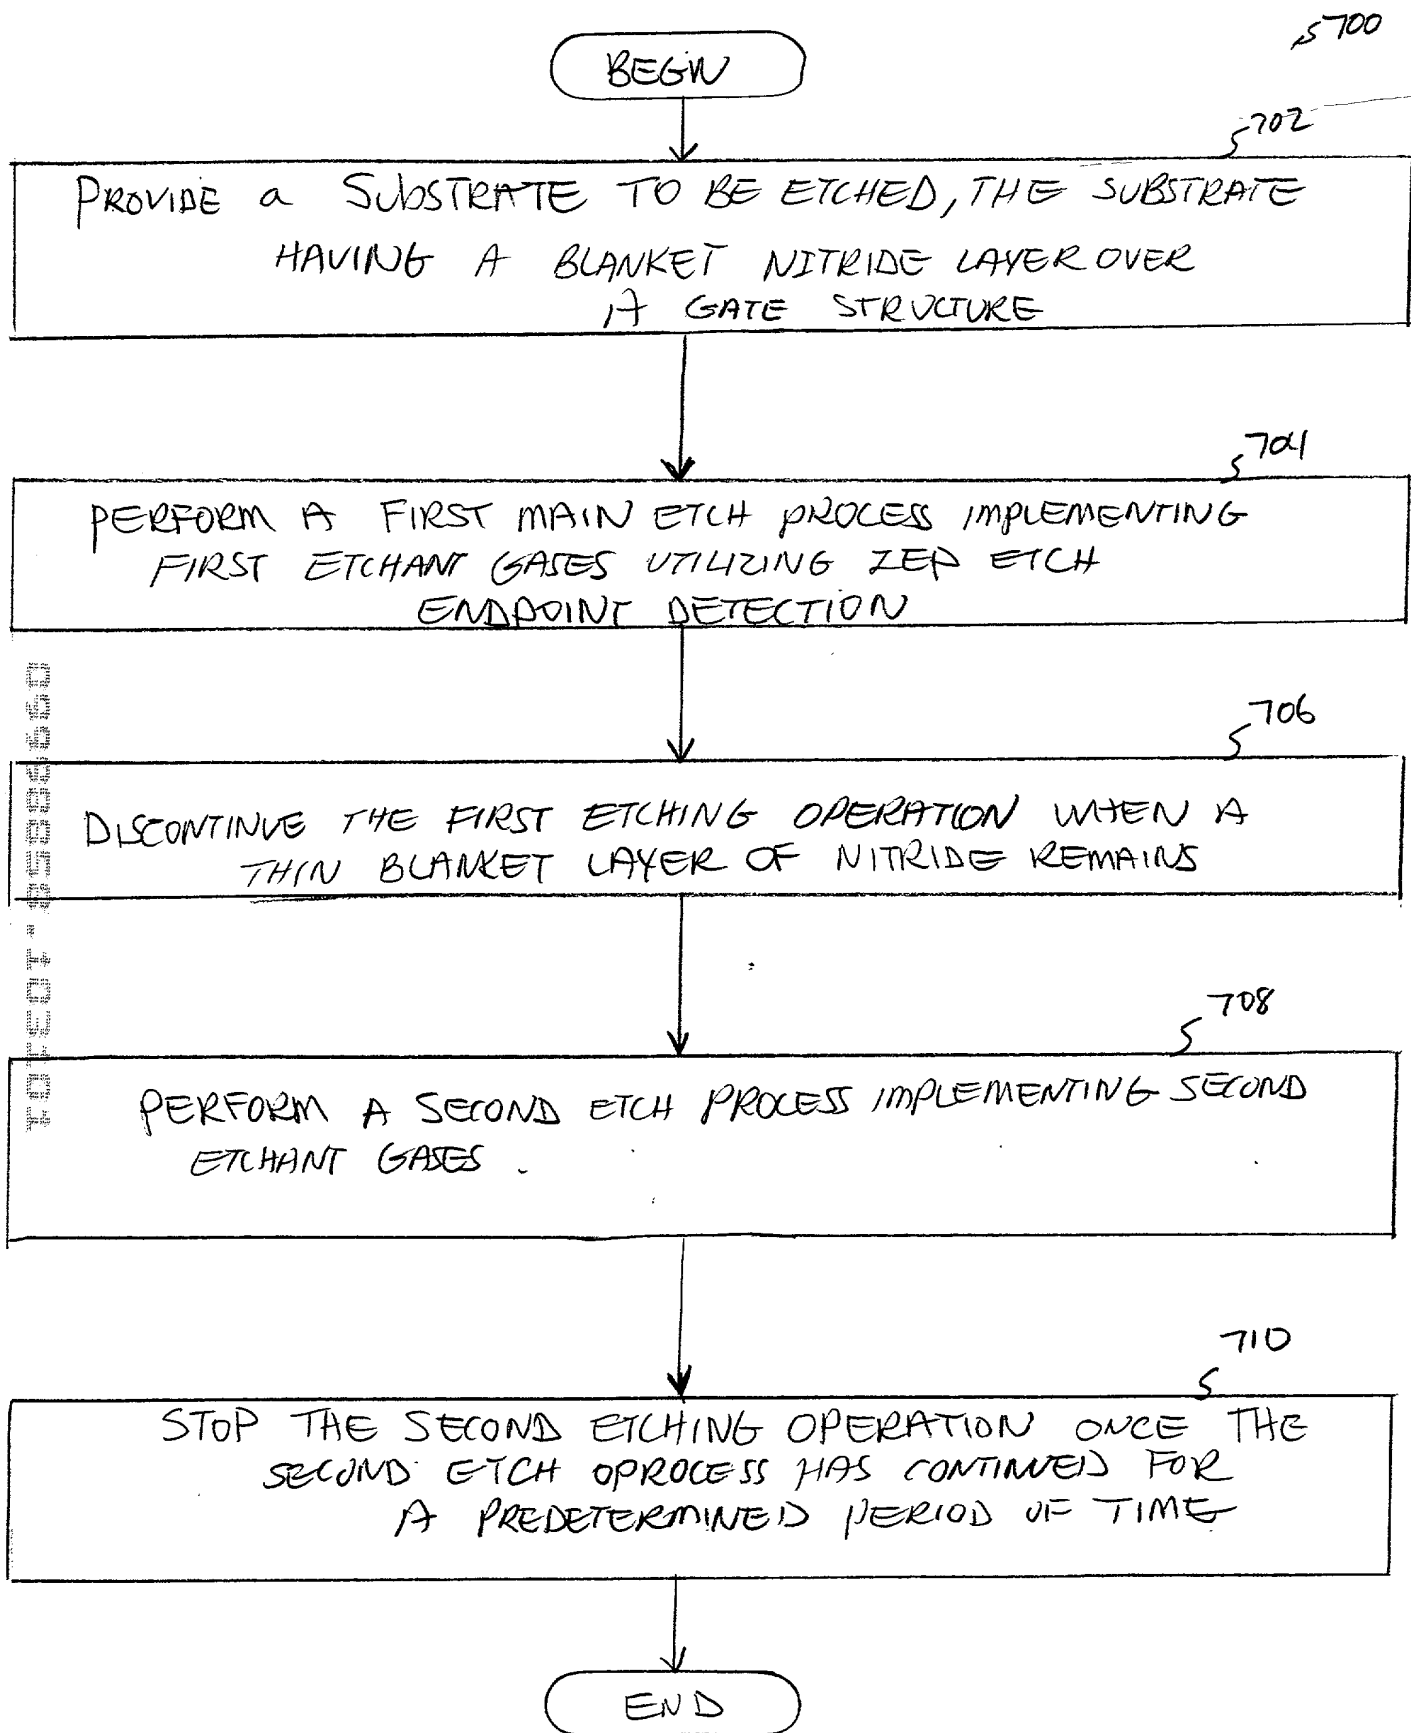 700
BEGIN
702
PROVIDE a SUBSTRATE TO BE ETCHED, THE SUBSTRATE
HAVING A BLANKET NITRIDE LAYER OVER
A GATE STRUCTURE
704
PERFORM A FIRST MAIN ETCH PROCESS IMPLEMENTING
FIRST ETCHANT GASES UTILIZING IEP ETCH
ENDPOINT DETECTION
706
DISCONTINUE THE FIRST ETCHING OPERATION WHEN A
THIN BLANKET LAYER OF NITRIDE REMAINS
708
PERFORM A SECOND ETCH PROCESS IMPLEMENTING SECOND
ETCHANT GASES.
710
STOP THE SECOND ETCHING OPERATION ONCE THE
SECOND ETCH OPROCESS HAS CONTINUED FOR
A PREDETERMINED PERIOD OF TIME
END